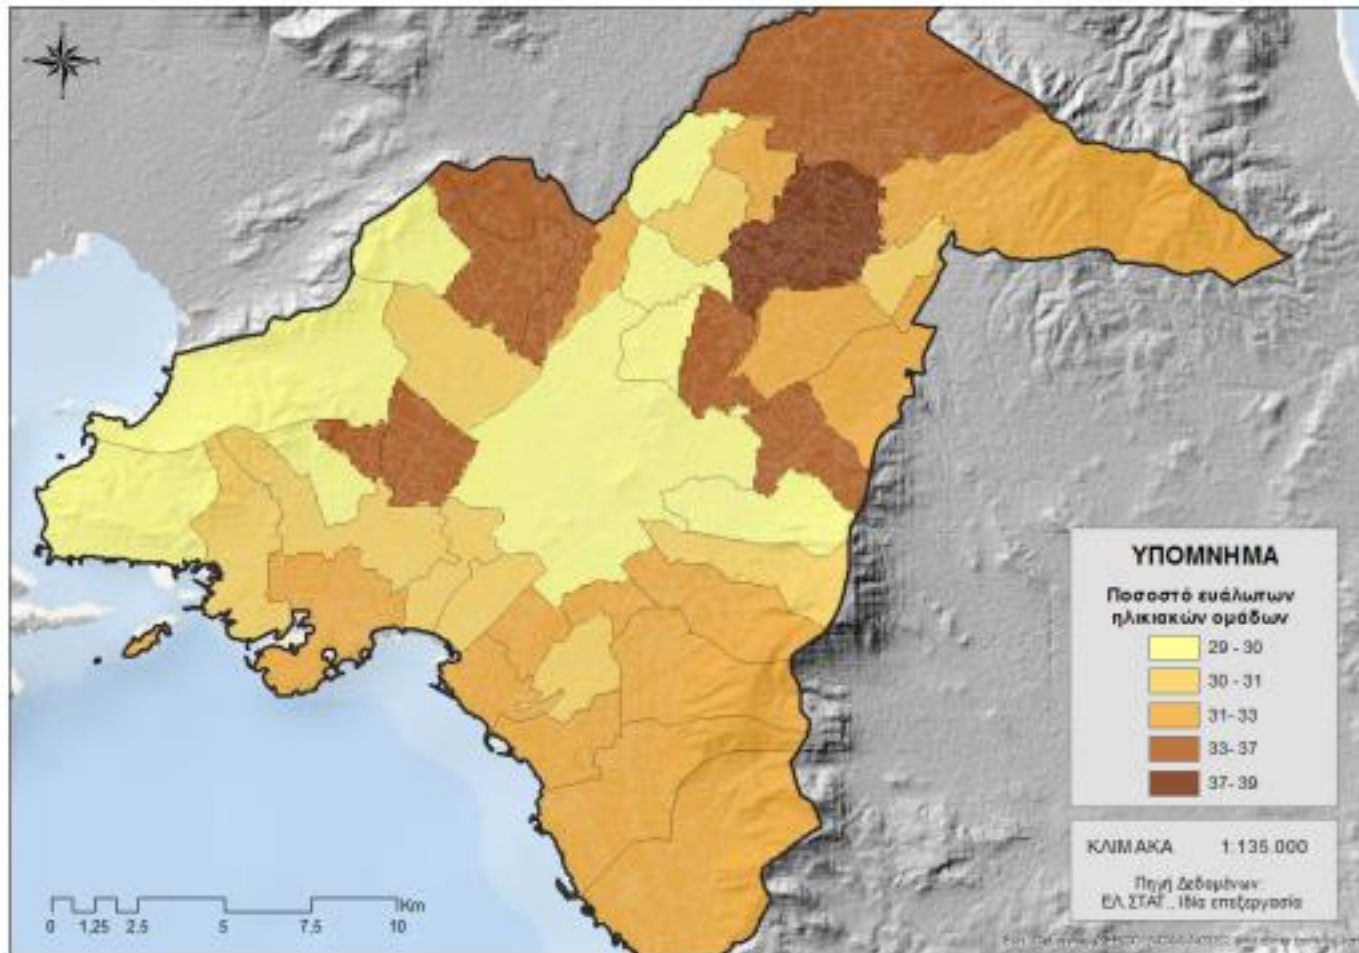 ΥΠΟΜΝΗΜΑ
Ποσοστό ευάλωτων
ηλικιακών ομάδων
29 - 30
30 - 31
31- 33
33- 37
37- 39
ΚΛΙΜΑΚΑ 1:135.000
Πηγή Δεδομένων:
ΕΛ.ΣΤΑΤ., Ιδία επεξεργασία
Km
0 1,25 2,5 5 7,5 10